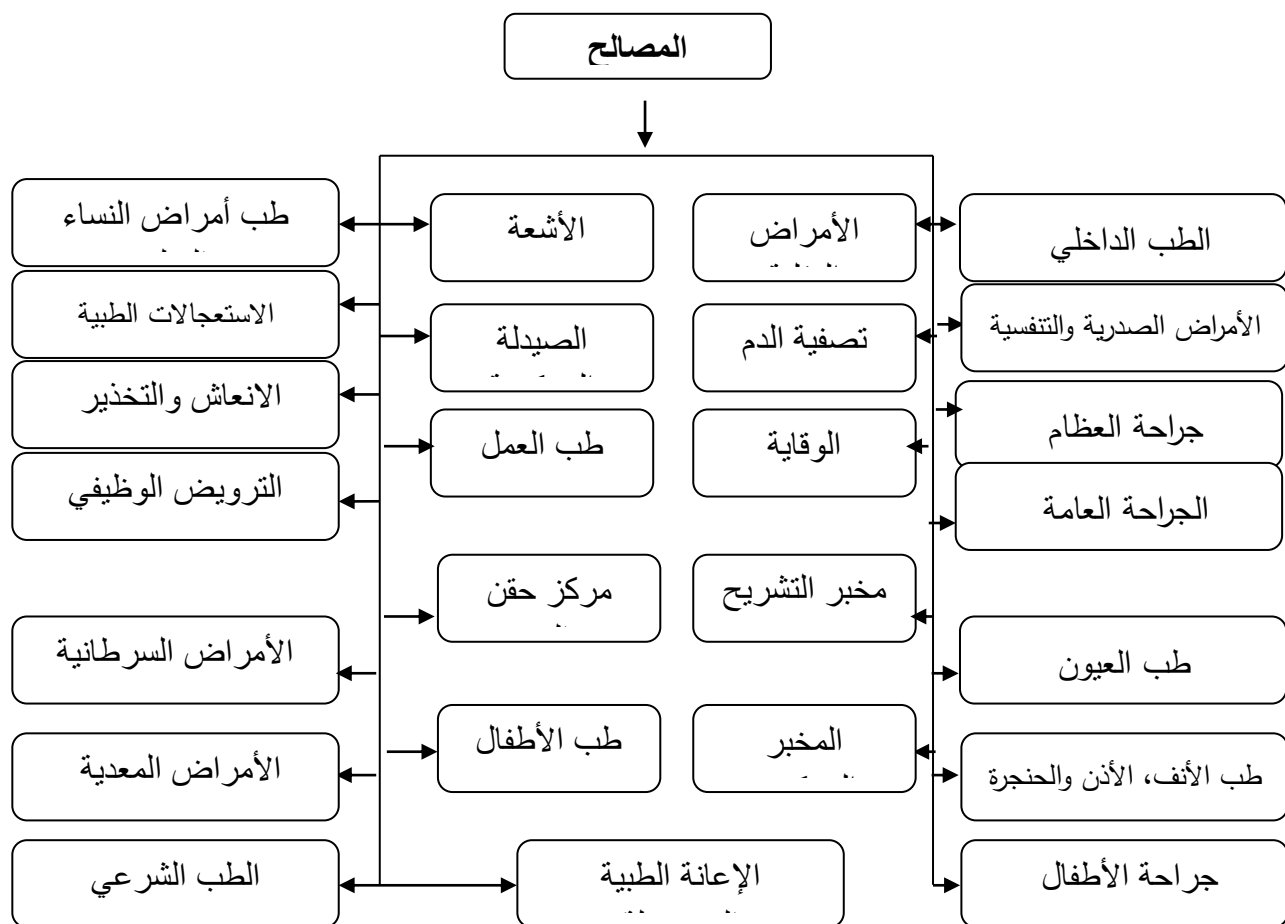 المصالح
الطب الداخلي
الأمراض
الأشعة
طب أمراض النساء
الأمراض الصدرية والتنفسية
تصفية الدم
الصيدلة
الاستعجالات الطبية
جراحة العظام
الوقاية
طب العمل
الانعاش والتخذير
الجراحة العامة
الترويض الوظيفي
مخبر التشريح
مركز حقن
طب العيون
الأمراض السرطانية
المخبر
طب الأطفال
طب الأنف، الأذن والحنجرة
الأمراض المعدية
جراحة الأطفال
الإعانة الطبية
الطب الشرعي